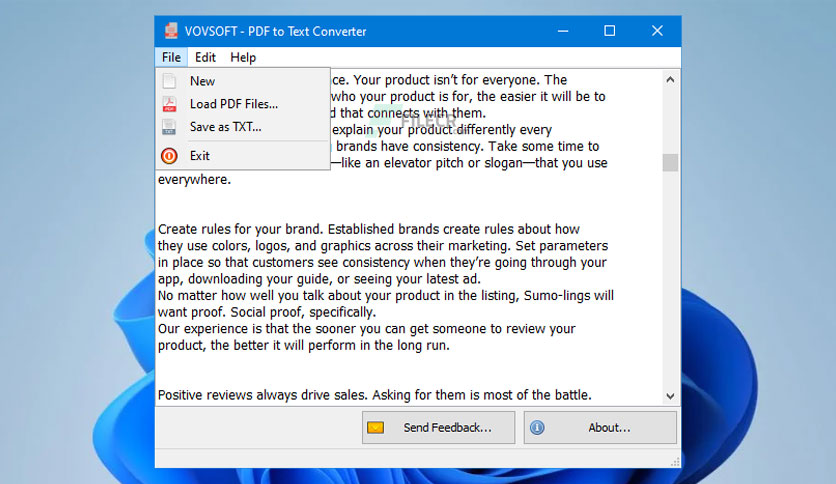 VOVSOFT - PDF to Text Converter
File Edit Help
New
Load PDF Files...
Save as TXT...
Exit
ce. Your product isn’t for everyone. The
who your product is for, the easier it will be to
d that connects with them.
explain your product differently every
brands have consistency. Take some time to
—like an elevator pitch or slogan—that you use
everywhere.
FILECR
Create rules for your brand. Established brands create rules about how
they use colors, logos, and graphics across their marketing. Set parameters
in place so that customers see consistency when they’re going through your
app, downloading your guide, or seeing your latest ad.
No matter how well you talk about your product in the listing, Sumo-lings will
want proof. Social proof, specifically.
Our experience is that the sooner you can get someone to review your
product, the better it will perform in the long run.
Positive reviews always drive sales. Asking for them is most of the battle.
Send Feedback... About...